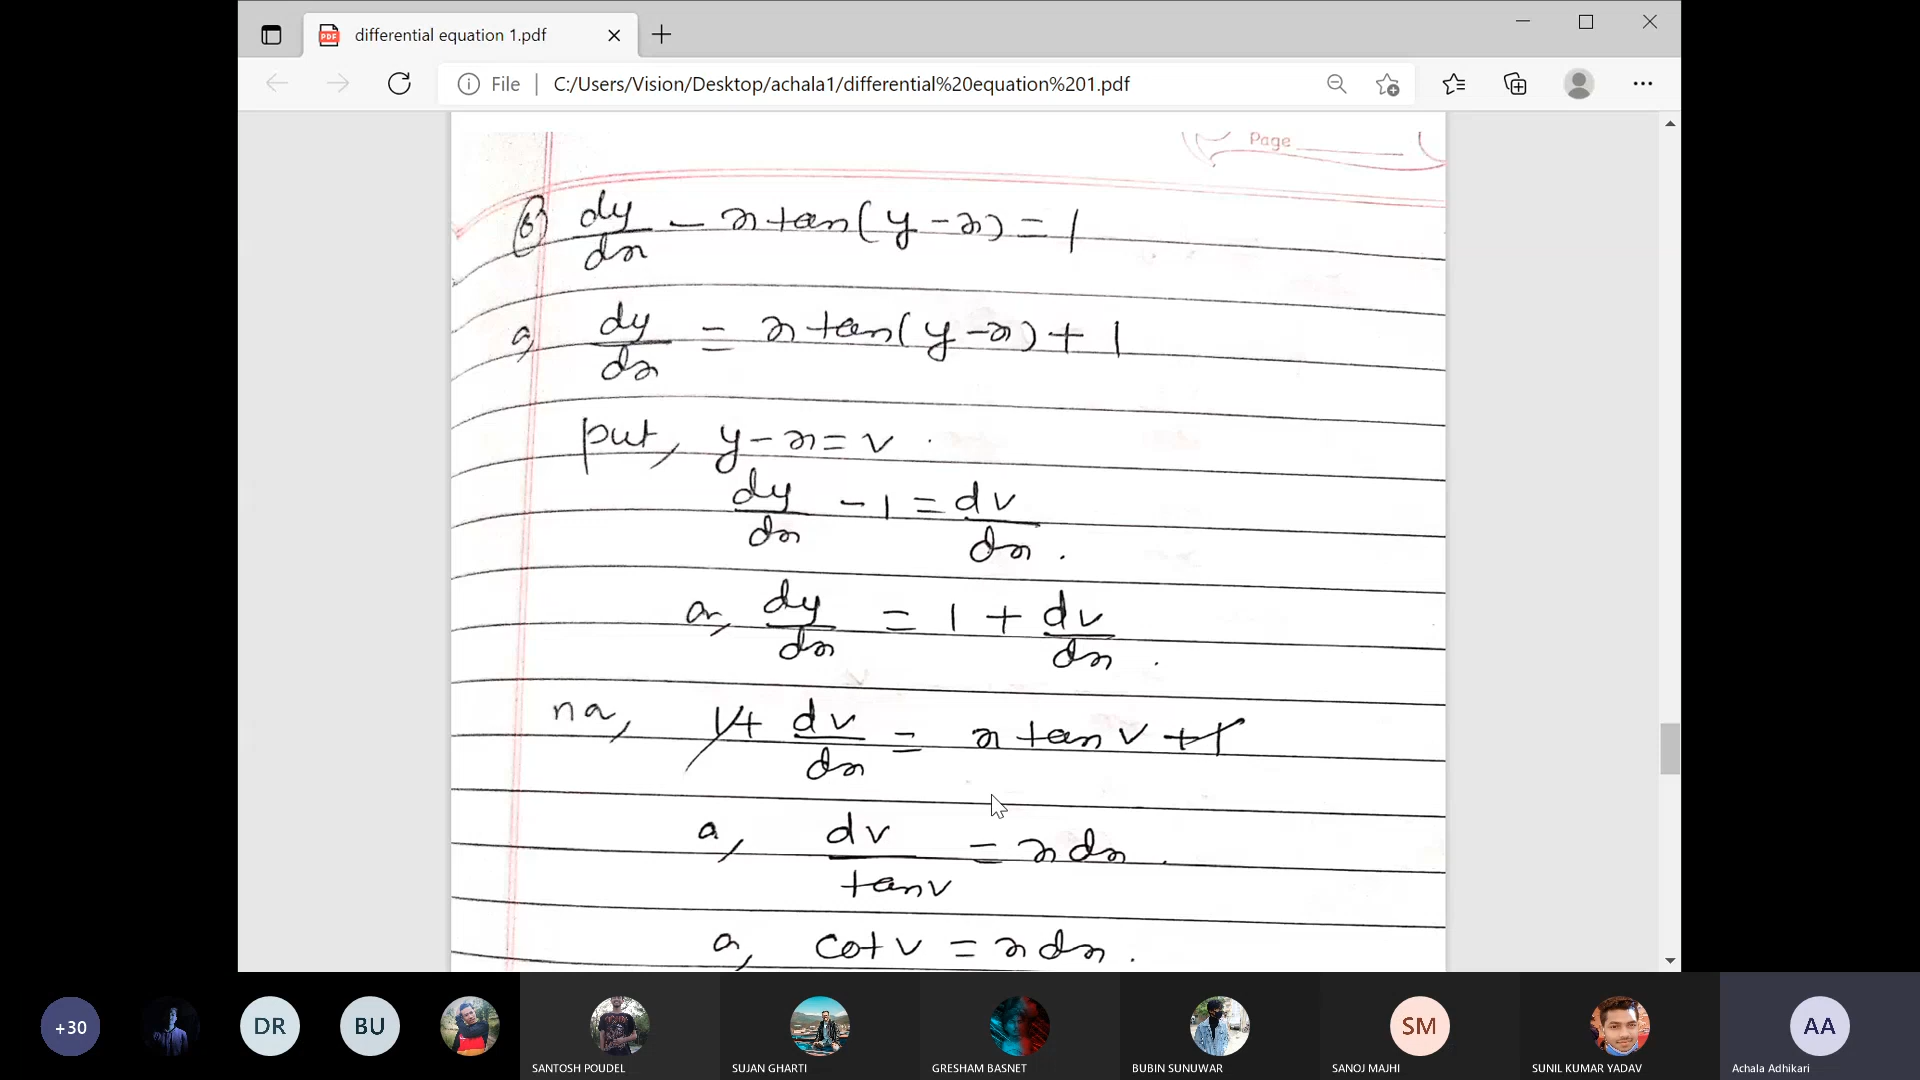 differential equation 1.pdf
File | C:/Users/Vision/Desktop/achala1/differential%20equation%201.pdf
Page
(6) dy/dx - x tan(y-x) = 1
or, dy/dx = x tan(y-x) + 1
put, y-x = v.
dy/dx - 1 = dv/dx.
or, dy/dx = 1 + dv/dx.
now, 1 + dv/dx = x tan v + 1
or, dv/tan v = x dx.
or, cot v = x dx.
+30
DR
BU
SANTOSH POUDEL
SUJAN GHARTI
GRESHAM BASNET
BUBIN SUNUWAR
SM
SANOJ MAJHI
SUNIL KUMAR YADAV
AA
Achala Adhikari